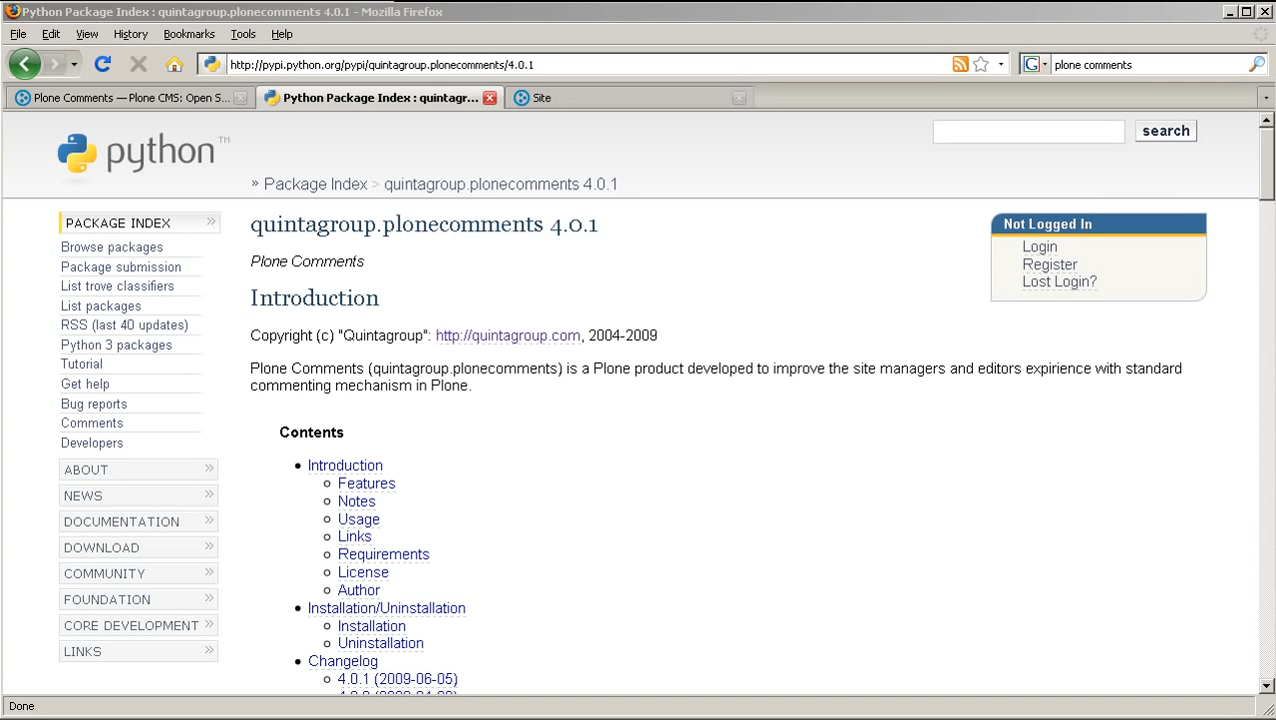 Python Package Index : quintagroup.plonecomments 4.0.1 - Mozilla Firefox
File Edit View History Bookmarks Tools Help
http://pypi.python.org/pypi/quintagroup.plonecomments/4.0.1
plone comments
Plone Comments — Plone CMS: Open S...
Python Package Index : quintagr...
Site
python™
search
» Package Index > quintagroup.plonecomments 4.0.1
PACKAGE INDEX »
Browse packages
Package submission
List trove classifiers
List packages
RSS (last 40 updates)
Python 3 packages
Tutorial
Get help
Bug reports
Comments
Developers
ABOUT »
NEWS »
DOCUMENTATION »
DOWNLOAD »
COMMUNITY »
FOUNDATION »
CORE DEVELOPMENT »
LINKS »
quintagroup.plonecomments 4.0.1
Plone Comments
Introduction
Copyright (c) "Quintagroup": http://quintagroup.com, 2004-2009
Plone Comments (quintagroup.plonecomments) is a Plone product developed to improve the site managers and editors expirience with standard
commenting mechanism in Plone.
Contents
Introduction
Features
Notes
Usage
Links
Requirements
License
Author
Installation/Uninstallation
Installation
Uninstallation
Changelog
4.0.1 (2009-06-05)
Not Logged In
Login
Register
Lost Login?
Done